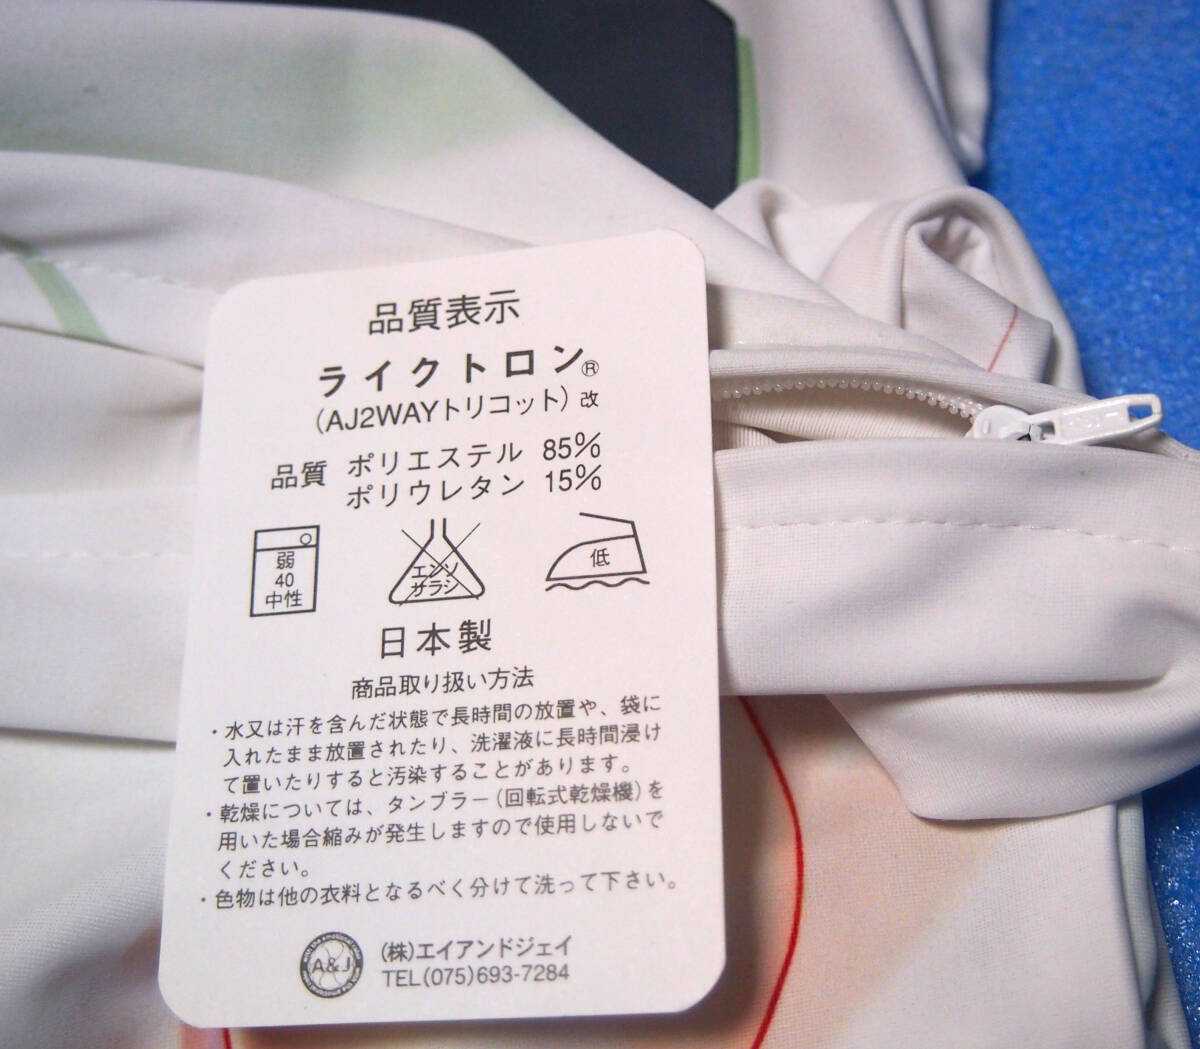 品質表示
ライクトロン®
(AJ2WAYトリコット) 改
品質 ポリエステル 85%
ポリウレタン 15%
弱
40
中性
エンソ
サラシ
低
日本製
商品取り扱い方法
・水又は汗を含んだ状態で長時間の放置や、袋に
入れたまま放置されたり、洗濯液に長時間浸け
て置いたりすると汚染することがあります。
・乾燥については、タンブラー(回転式乾燥機)を
用いた場合縮みが発生しますので使用しないで
ください。
・色物は他の衣料となるべく分けて洗って下さい。
A&J
(株)エイアンドジェイ
TEL(075)693-7284